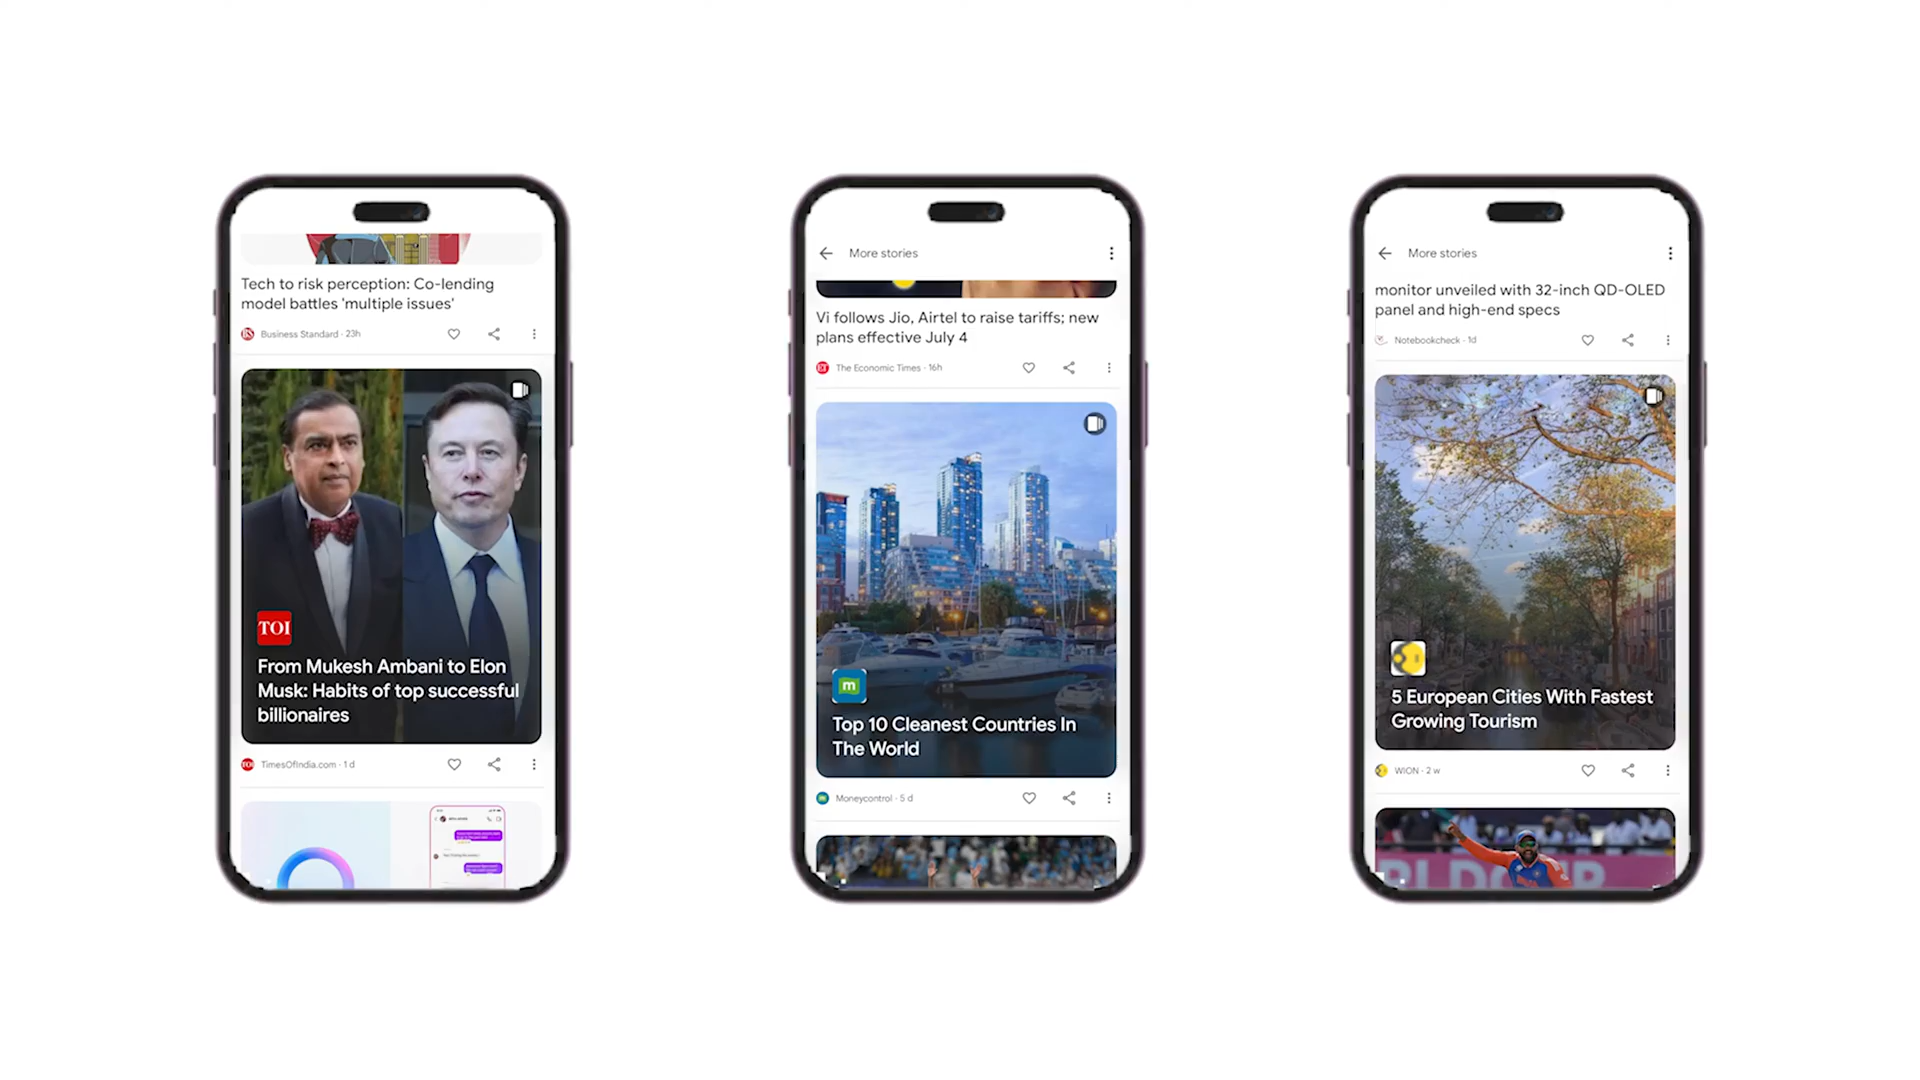 Tech to risk perception: Co-lending
model battles 'multiple issues'
Business Standard · 23h
TOI
From Mukesh Ambani to Elon
Musk: Habits of top successful
billionaires
TOI
TimesOfIndia.com · 1 d
More stories
Vi follows Jio, Airtel to raise tariffs; new
plans effective July 4
ET
The Economic Times · 16h
m
Top 10 Cleanest Countries In
The World
Moneycontrol · 5 d
More stories
monitor unveiled with 32-inch QD-OLED
panel and high-end specs
Notebookcheck · 1d
5 European Cities With Fastest
Growing Tourism
WION · 2 w